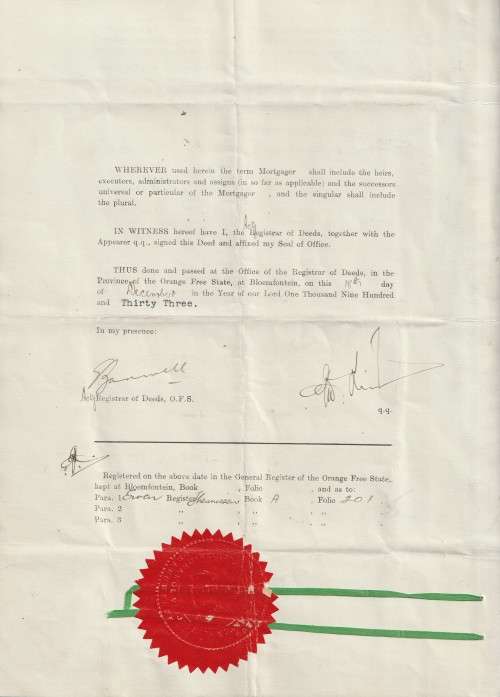 WHEREVER used herein the term Mortgager shall include the heirs,
executors, administrators and assigns (in so far as applicable) and the successors
universal or particular of the Mortgager , and the singular shall include
the plural.
IN WITNESS hereof have I, the Actg Registrar of Deeds, together with the
Appearer q.q., signed this Deed and affixed my Seal of Office.
THUS done and passed at the Office of the Registrar of Deeds, in the
Province of the Orange Free State, at Bloemfontein, on this day
of December in the Year of our Lord One Thousand Nine Hundred
and Thirty Three.
In my presence:
Actg Registrar of Deeds, O.F.S.
q.q.
Registered on the above date in the General Register of the Orange Free State,
kept at Bloemfontein, Book , Folio , and as to:
Para. 1 Erven Register Book A Folio 201
Para. 2 ,, ,, ,, ,,
Para. 3 ,, ,, ,, ,,